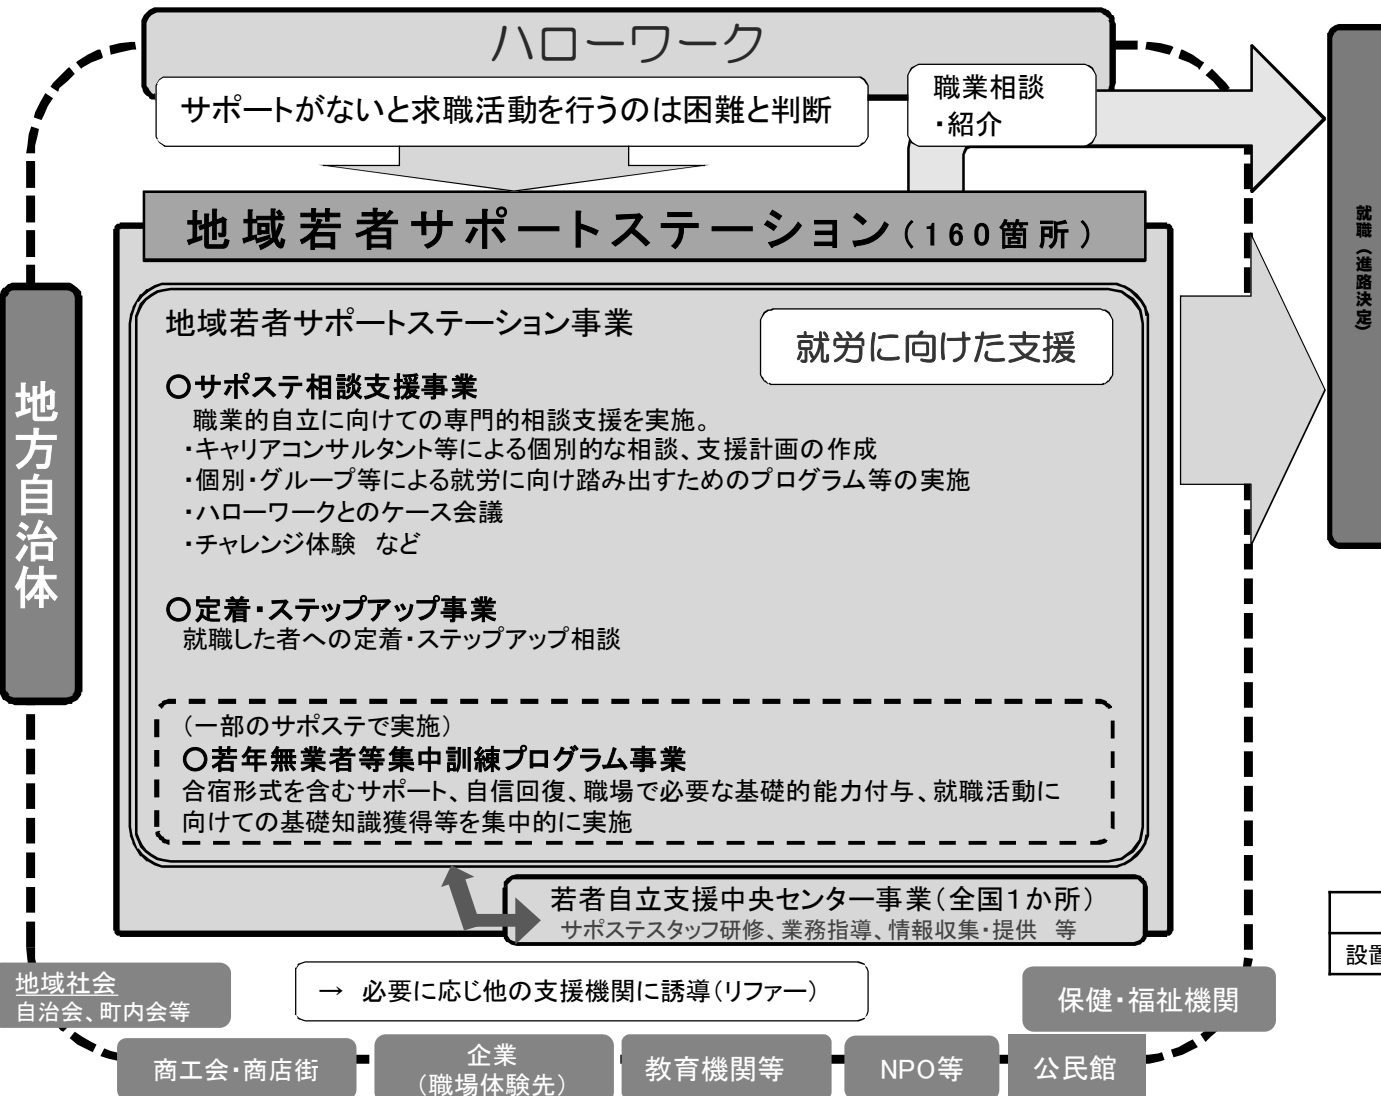 ハローワーク
サポートがないと求職活動を行うのは困難と判断
職業相談
・紹介
就職（進路決定）
地域若者サポートステーション(160箇所)
地方自治体
地域若者サポートステーション事業
就労に向けた支援
○サポステ相談支援事業
職業的自立に向けての専門的相談支援を実施。
・キャリアコンサルタント等による個別的な相談、支援計画の作成
・個別・グループ等による就労に向け踏み出すためのプログラム等の実施
・ハローワークとのケース会議
・チャレンジ体験　など
○定着・ステップアップ事業
就職した者への定着・ステップアップ相談
(一部のサポステで実施)
○若年無業者等集中訓練プログラム事業
合宿形式を含むサポート、自信回復、職場で必要な基礎的能力付与、就職活動に
向けての基礎知識獲得等を集中的に実施
若者自立支援中央センター事業(全国1か所)
サポステスタッフ研修、業務指導、情報収集・提供　等
設置
地域社会
自治会、町内会等
→　必要に応じ他の支援機関に誘導(リファー)
保健・福祉機関
商工会・商店街
企業
(職場体験先)
教育機関等
NPO等
公民館